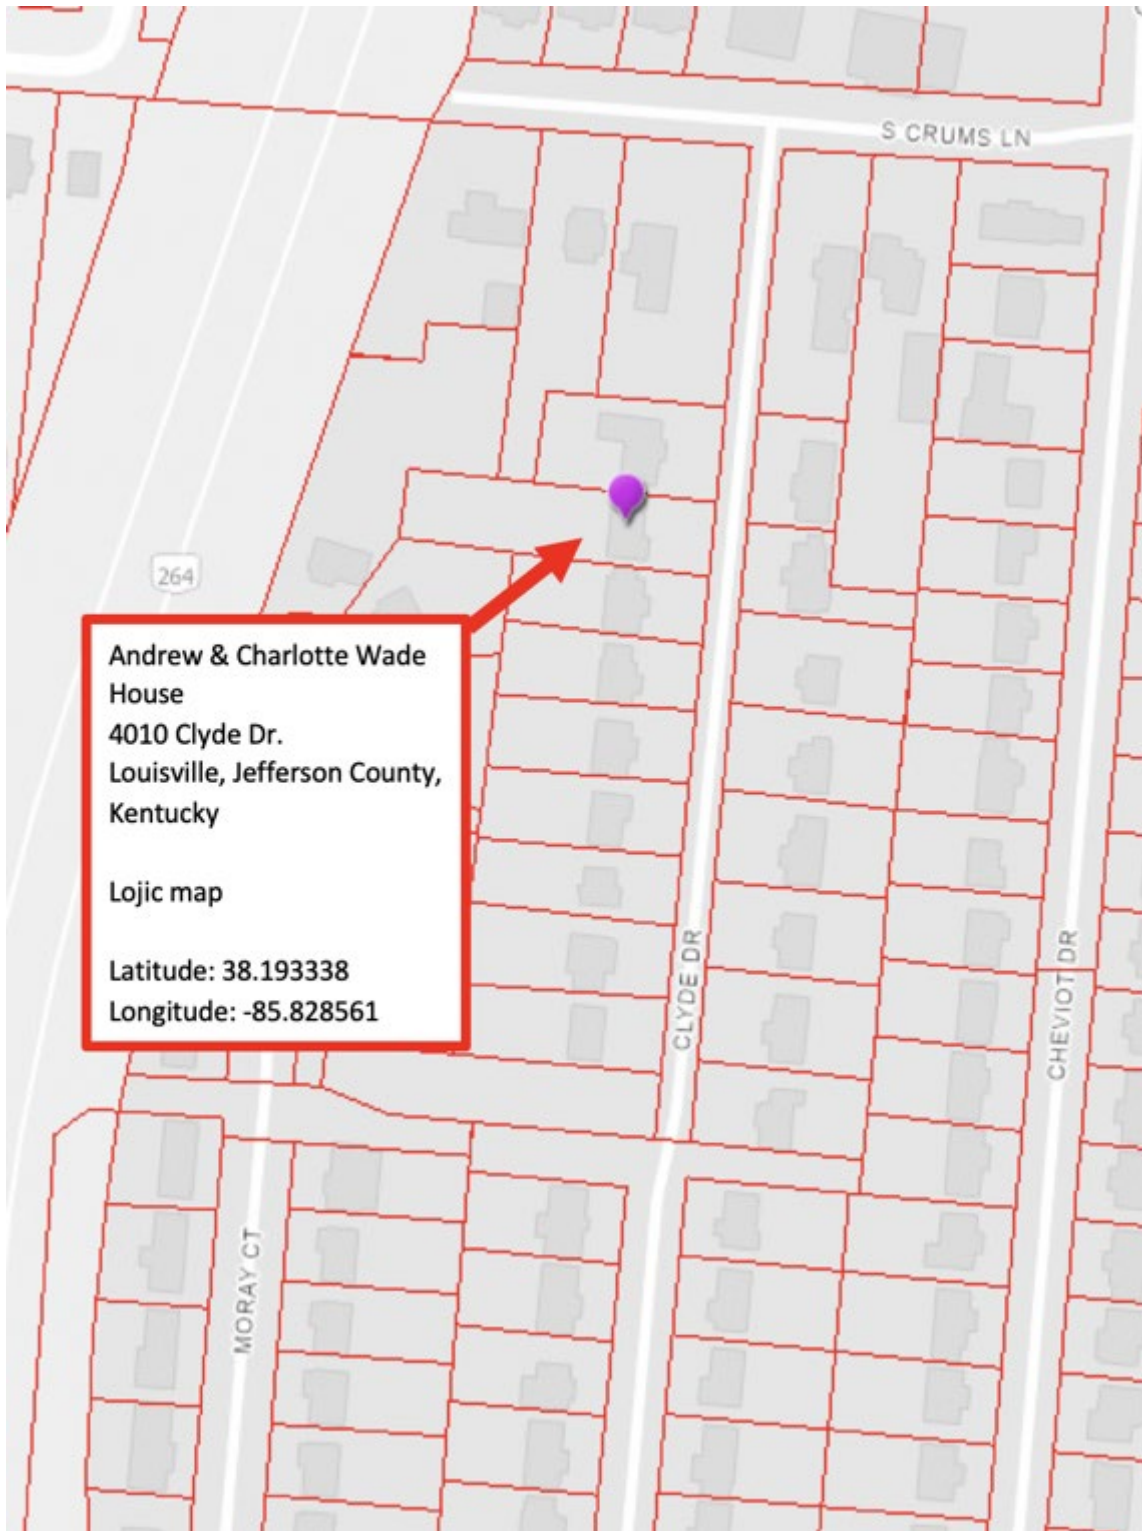 S CRUMS LN
264
Andrew & Charlotte Wade
House
4010 Clyde Dr.
Louisville, Jefferson County,
Kentucky
Lojic map
Latitude: 38.193338
Longitude: -85.828561
CLYDE DR
CHEVIOT DR
MORAY CT